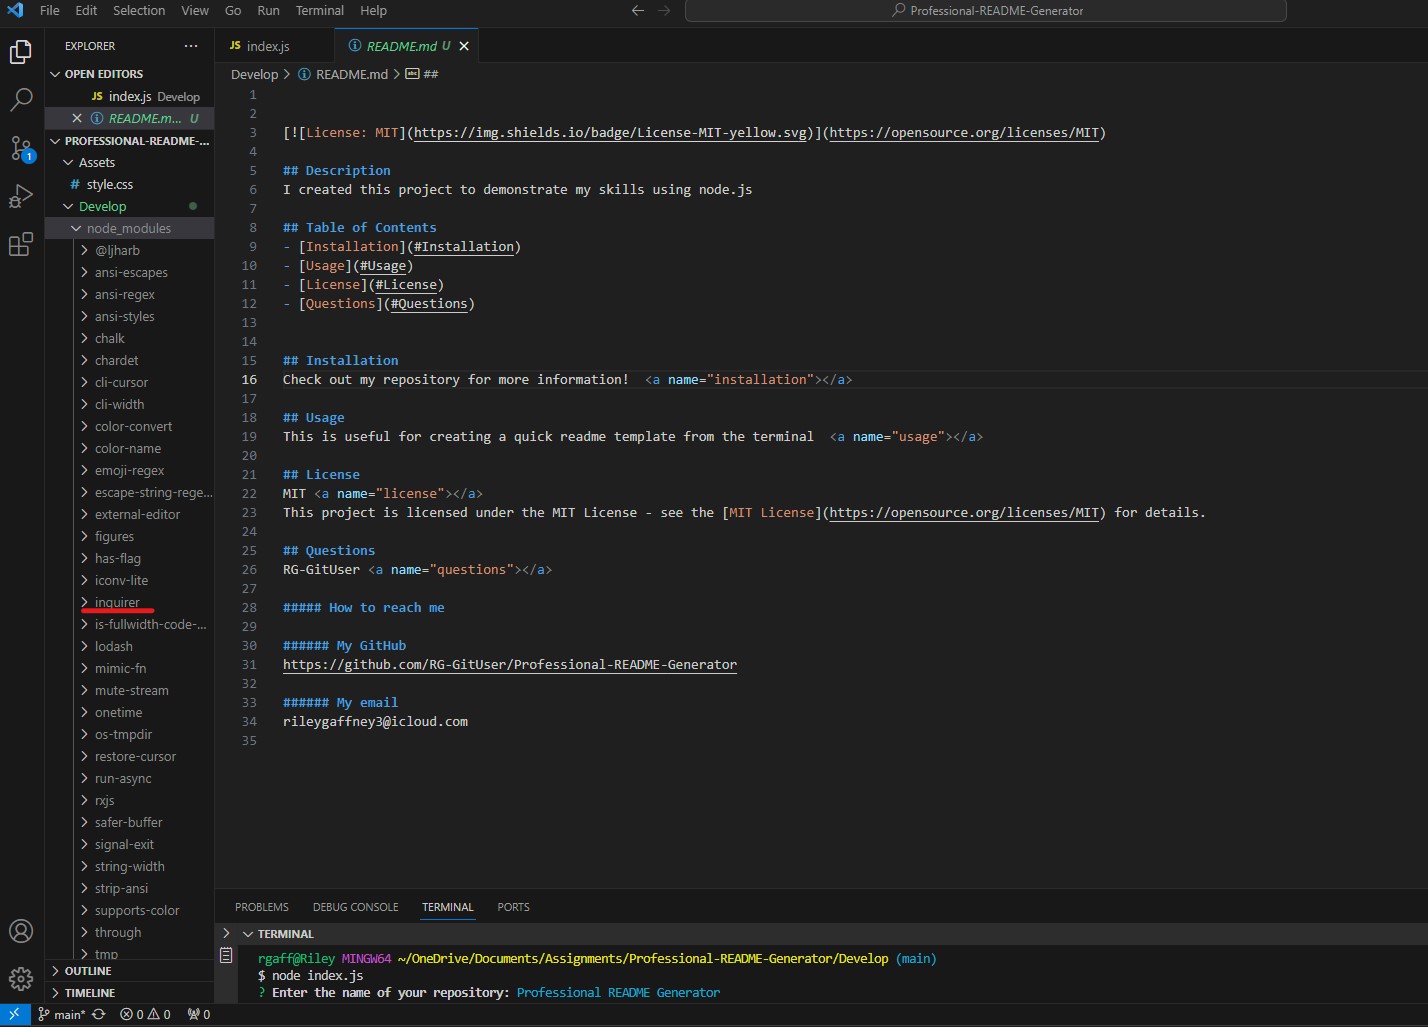 File Edit Selection View Go Run Terminal Help
Professional-README-Generator
EXPLORER
OPEN EDITORS
JS index.js Develop
README.m... U
PROFESSIONAL-README-...
Assets
# style.css
Develop
node_modules
@ljharb
ansi-escapes
ansi-regex
ansi-styles
chalk
chardet
cli-cursor
cli-width
color-convert
color-name
emoji-regex
escape-string-rege...
external-editor
figures
has-flag
iconv-lite
inquirer
is-fullwidth-code-...
lodash
mimic-fn
mute-stream
onetime
os-tmpdir
restore-cursor
run-async
rxjs
safer-buffer
signal-exit
string-width
strip-ansi
supports-color
through
tmp
OUTLINE
TIMELINE
1
JS index.js README.md U
Develop > README.md > abc ##
1
2
3 [![License: MIT](https://img.shields.io/badge/License-MIT-yellow.svg)](https://opensource.org/licenses/MIT)
4
5 ## Description
6 I created this project to demonstrate my skills using node.js
7
8 ## Table of Contents
9 - [Installation](#Installation)
10 - [Usage](#Usage)
11 - [License](#License)
12 - [Questions](#Questions)
13
14
15 ## Installation
16 Check out my repository for more information!  <a name="installation"></a>
17
18 ## Usage
19 This is useful for creating a quick readme template from the terminal  <a name="usage"></a>
20
21 ## License
22 MIT <a name="license"></a>
23 This project is licensed under the MIT License - see the [MIT License](https://opensource.org/licenses/MIT) for details.
24
25 ## Questions
26 RG-GitUser <a name="questions"></a>
27
28 ##### How to reach me
29
30 ###### My GitHub
31 https://github.com/RG-GitUser/Professional-README-Generator
32
33 ###### My email
34 rileygaffney3@icloud.com
35
PROBLEMS DEBUG CONSOLE TERMINAL PORTS
TERMINAL
rgaff@Riley MINGW64 ~/OneDrive/Documents/Assignments/Professional-README-Generator/Develop (main)
$ node index.js
? Enter the name of your repository: Professional README Generator
main* 0 0 0